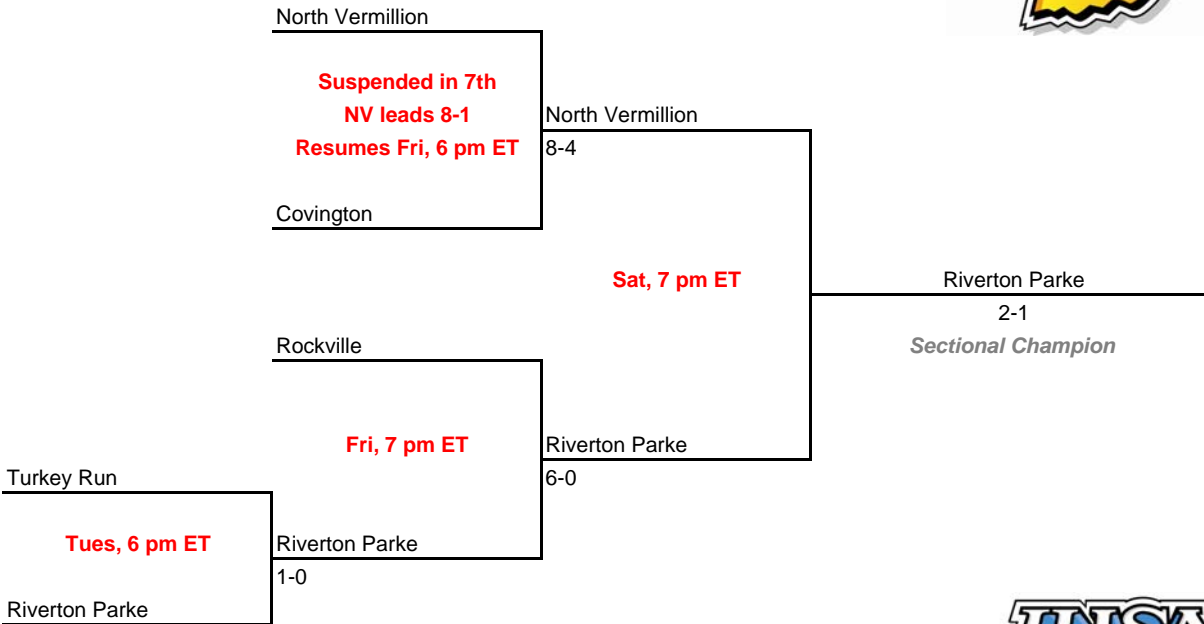 North Vermillion
Suspended in 7th
NV leads 8-1
North Vermillion
Resumes Fri, 6 pm ET
8-4
Covington
Sat, 7 pm ET
Riverton Parke
2-1
Rockville
Sectional Champion
Fri, 7 pm ET
Riverton Parke
Turkey Run
6-0
Tues, 6 pm ET
Riverton Parke
1-0
Riverton Parke